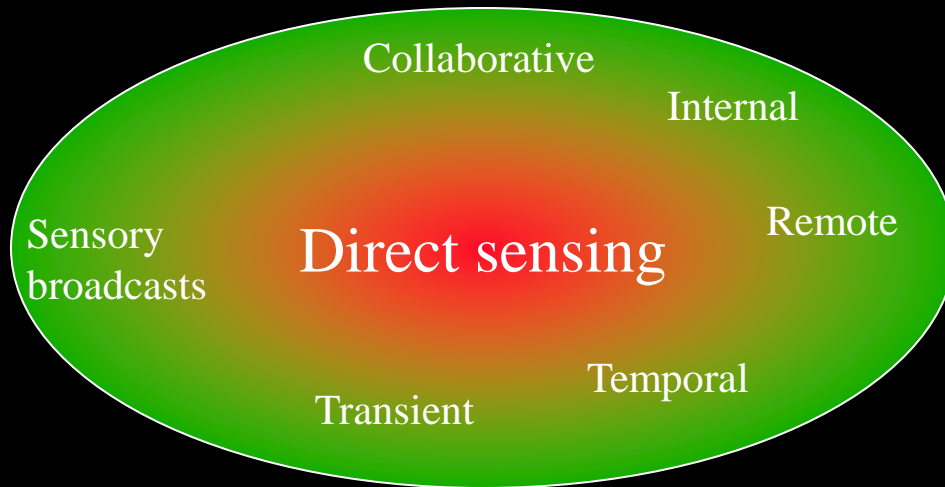 Collaborative
Internal
Remote
Sensory
broadcasts
Direct sensing
Temporal
Transient